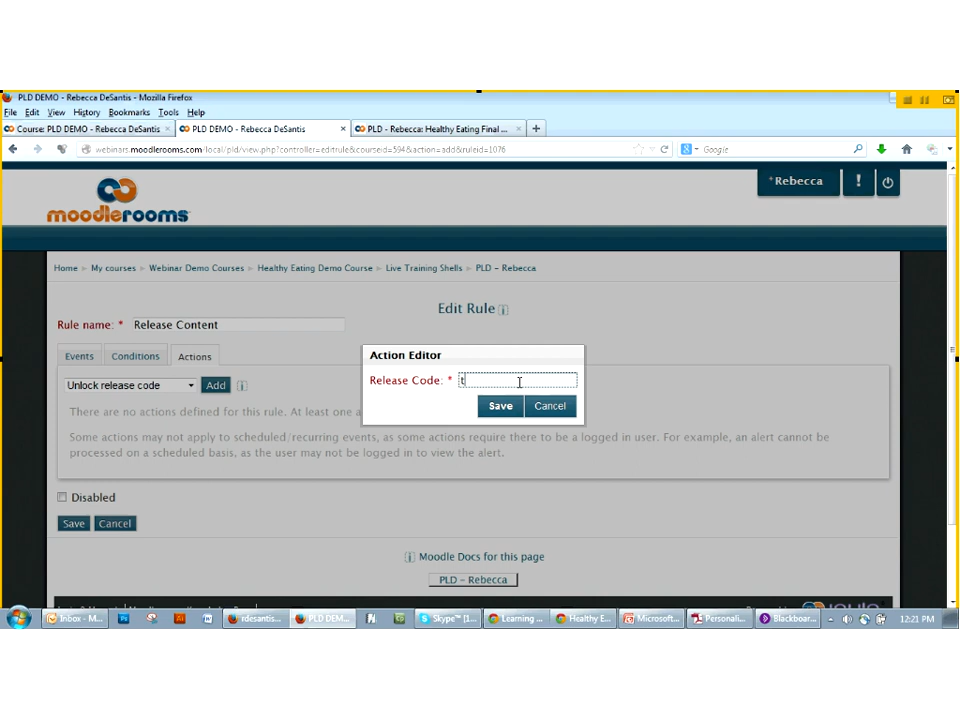 PLD DEMO - Rebecca DeSantis - Mozilla Firefox
File Edit View History Bookmarks Tools Help
Course: PLD DEMO - Rebecca DeSantis × PLD DEMO - Rebecca DeSantis × PLD - Rebecca: Healthy Eating Final ... × +
webinars.moodlerooms.com/local/pld/view.php?controller=editrule&courseid=594&action=add&ruleid=1076 Google
moodlerooms
Rebecca !
Home ► My courses ► Webinar Demo Courses ► Healthy Eating Demo Course ► Live Training Shells ► PLD - Rebecca
Edit Rule
Rule name: * Release Content
Events Conditions Actions
Action Editor
Release Code: * t
Save Cancel
Unlock release code Add
There are no actions defined for this rule. At least one a
Some actions may not apply to scheduled/recurring events, as some actions require there to be a logged in user. For example, an alert cannot be
processed on a scheduled basis, as the user may not be logged in to view the alert.
Disabled
Save Cancel
Moodle Docs for this page
PLD - Rebecca
Inbox - M... rdesantis... PLD DEM... Skype™ [1... Learning ... Healthy E... Microsoft... Personali... Blackboar... 12:21 PM